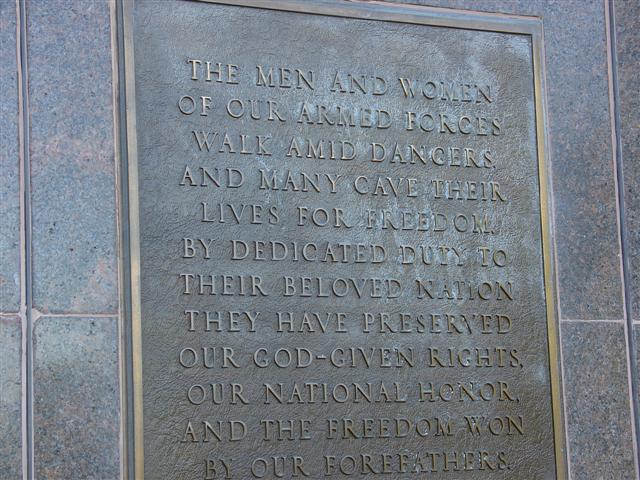 THE MEN AND WOMEN
OF OUR ARMED FORCES
WALK AMID DANGERS
AND MANY GAVE THEIR
LIVES FOR FREEDOM.
BY DEDICATED DUTY TO
THEIR BELOVED NATION
THEY HAVE PRESERVED
OUR GOD-GIVEN RIGHTS,
OUR NATIONAL HONOR,
AND THE FREEDOM WON
BY OUR FOREFATHERS.